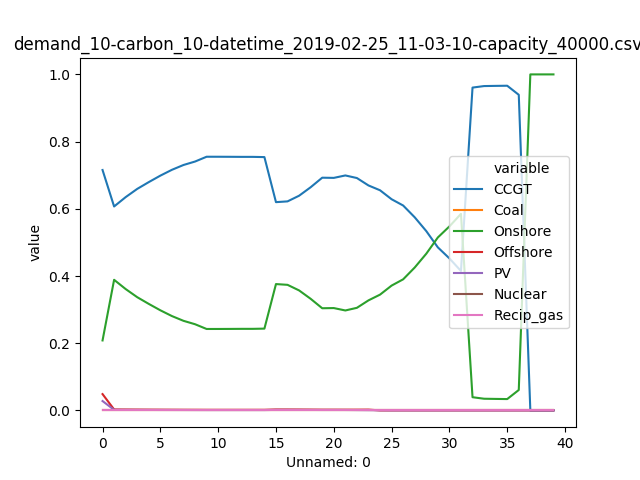 demand_10-carbon_10-datetime_2019-02-25_11-03-10-capacity_40000.csv
1.0
0.8
0.6
0.4
0.2
0.0
value
variable
CCGT
Coal
Onshore
Offshore
PV
Nuclear
Recip_gas
0 5 10 15 20 25 30 35 40
Unnamed: 0